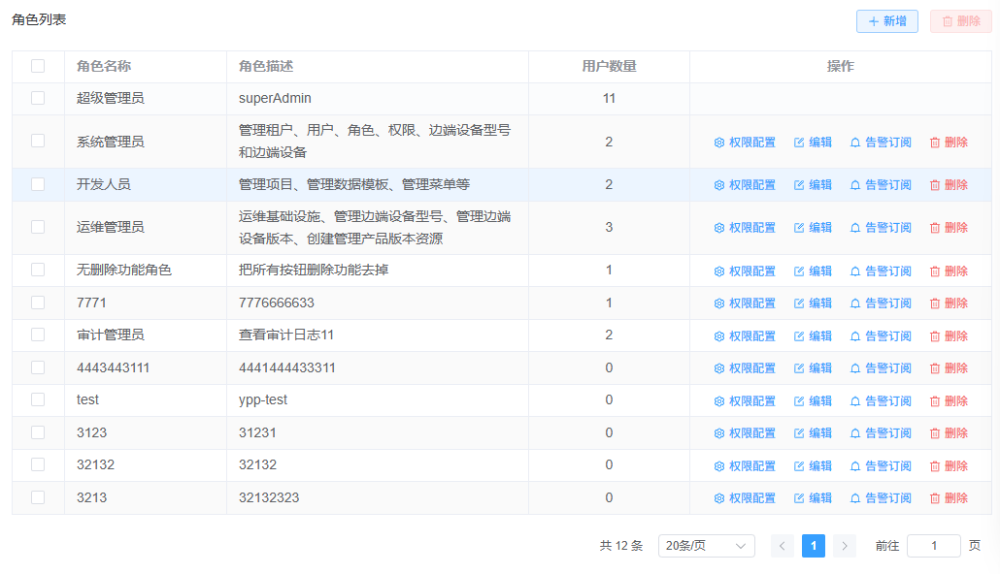 角色列表
新增 删除
角色名称 角色描述 用户数量 操作
超级管理员 superAdmin 11
系统管理员 管理租户、用户、角色、权限、边端设备型号
和边端设备 2 权限配置 编辑 告警订阅 删除
开发人员 管理项目、管理数据模板、管理菜单等 2 权限配置 编辑 告警订阅 删除
运维管理员 运维基础设施、管理边端设备型号、管理边端
设备版本、创建管理产品版本资源 3 权限配置 编辑 告警订阅 删除
无删除功能角色 把所有按钮删除功能去掉 1 权限配置 编辑 告警订阅 删除
7771 7776666633 1 权限配置 编辑 告警订阅 删除
审计管理员 查看审计日志11 2 权限配置 编辑 告警订阅 删除
4443443111 4441444433311 0 权限配置 编辑 告警订阅 删除
test ypp-test 0 权限配置 编辑 告警订阅 删除
3123 31231 0 权限配置 编辑 告警订阅 删除
32132 32132 0 权限配置 编辑 告警订阅 删除
3213 32132323 0 权限配置 编辑 告警订阅 删除
共 12 条 20条/页 1 前往 1 页